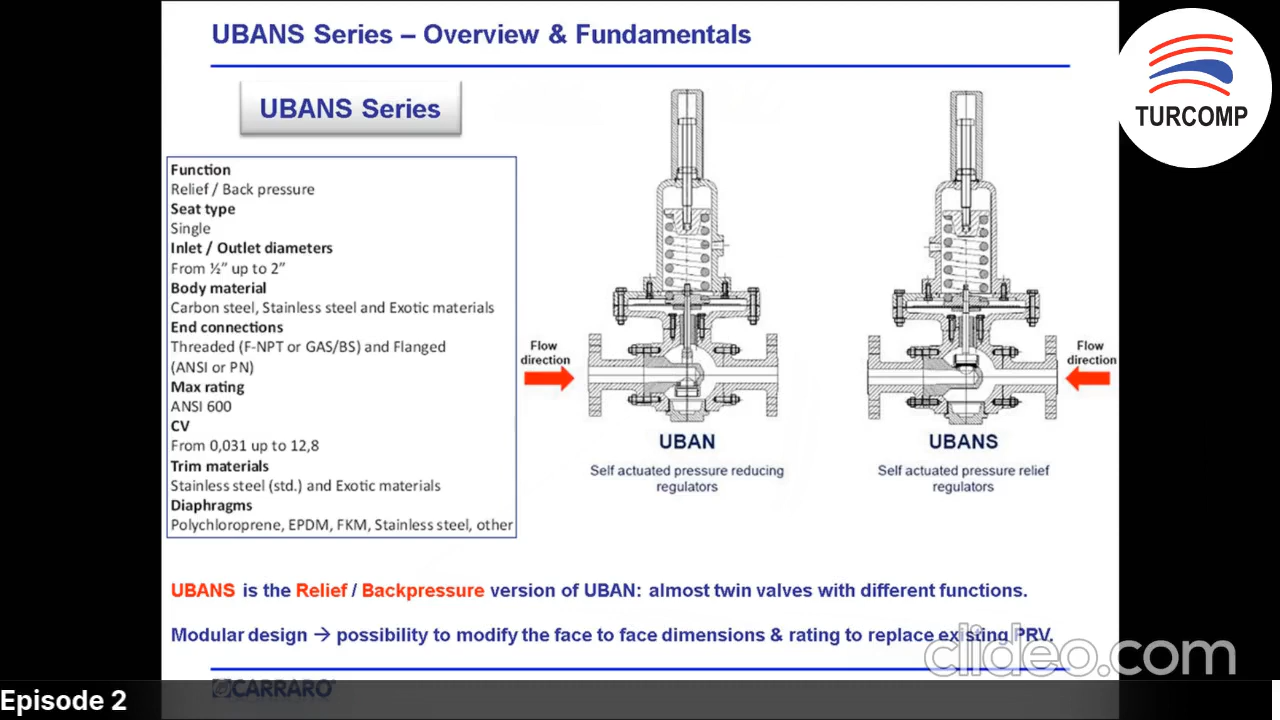 UBANS Series – Overview & Fundamentals
TURCOMP
UBANS Series
Function
Relief / Back pressure
Seat type
Single
Inlet / Outlet diameters
From ½” up to 2”
Body material
Carbon steel, Stainless steel and Exotic materials
End connections
Threaded (F-NPT or GAS/BS) and Flanged
(ANSI or PN)
Max rating
ANSI 600
CV
From 0,031 up to 12,8
Trim materials
Stainless steel (std.) and Exotic materials
Diaphragms
Polychloroprene, EPDM, FKM, Stainless steel, other
Flow
direction
UBAN
Self actuated pressure reducing
regulators
Flow
direction
UBANS
Self actuated pressure relief
regulators
UBANS is the Relief / Backpressure version of UBAN: almost twin valves with different functions.
Modular design → possibility to modify the face to face dimensions & rating to replace existing PRV.
clideo.com
CARRARO
Episode 2